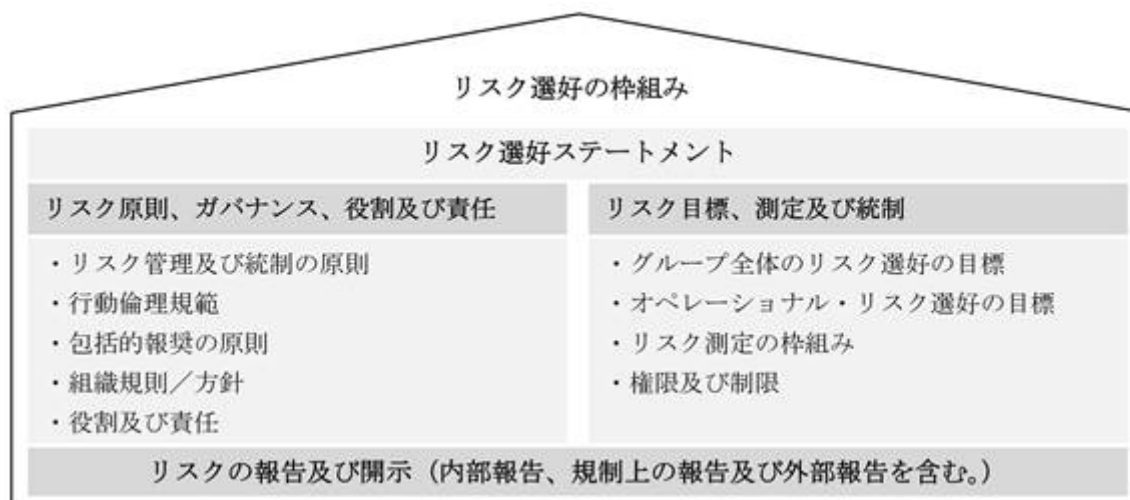 リスク選好の枠組み
リスク選好ステートメント
リスク原則、ガバナンス、役割及び責任
・リスク管理及び統制の原則
・行動倫理規範
・包括的報奨の原則
・組織規則／方針
・役割及び責任
リスク目標、測定及び統制
・グループ全体のリスク選好の目標
・オペレーショナル・リスク選好の目標
・リスク測定の枠組み
・権限及び制限
リスクの報告及び開示（内部報告、規制上の報告及び外部報告を含む。）